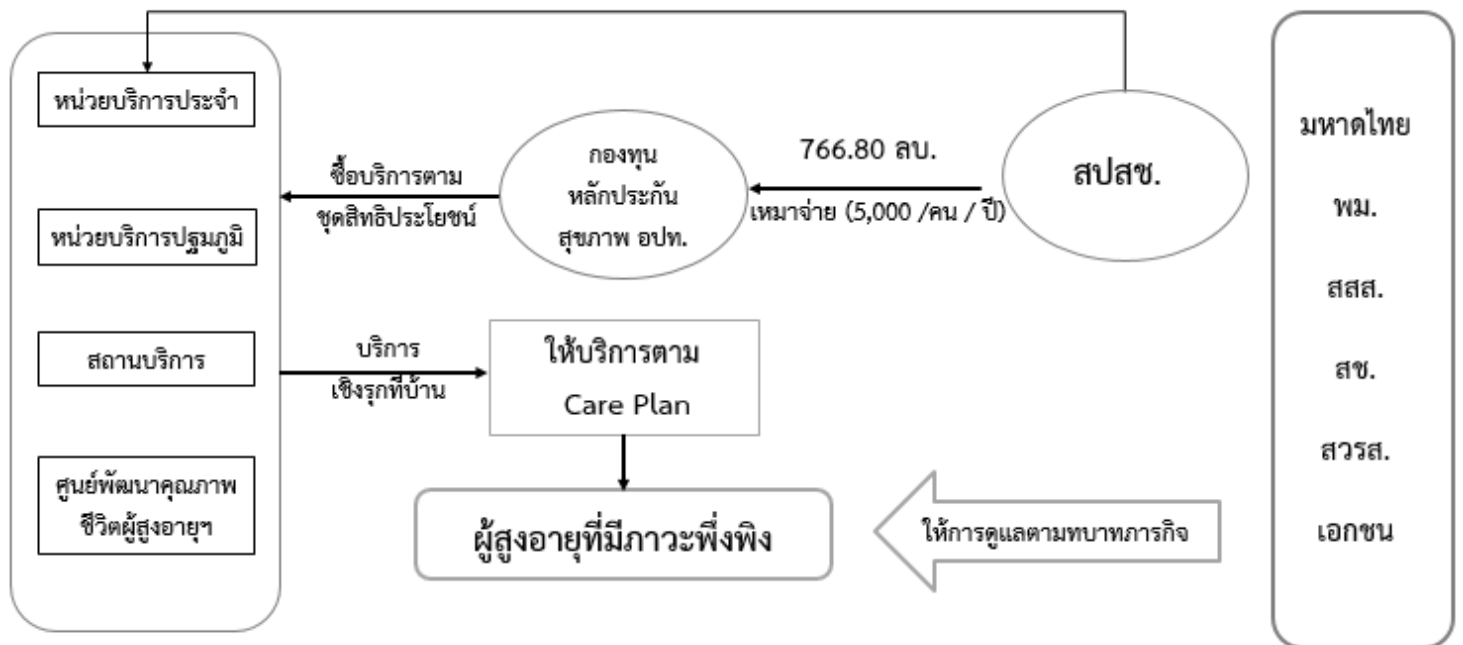 หน่วยบริการประจำ
หน่วยบริการปฐมภูมิ
สถานบริการ
ศูนย์พัฒนาคุณภาพ
ชีวิตผู้สูงอายุฯ
ซื้อบริการตาม
ชุดสิทธิประโยชน์
กองทุน
หลักประกัน
สุขภาพ อปท.
766.80 ลบ.
เหมาจ่าย (5,000 /คน / ปี)
สปสช.
บริการ
เชิงรุกที่บ้าน
ให้บริการตาม
Care Plan
ผู้สูงอายุที่มีภาวะพึ่งพิง
ให้การดูแลตามทบาทภารกิจ
มหาดไทย
พม.
สสส.
สช.
สวรส.
เอกชน